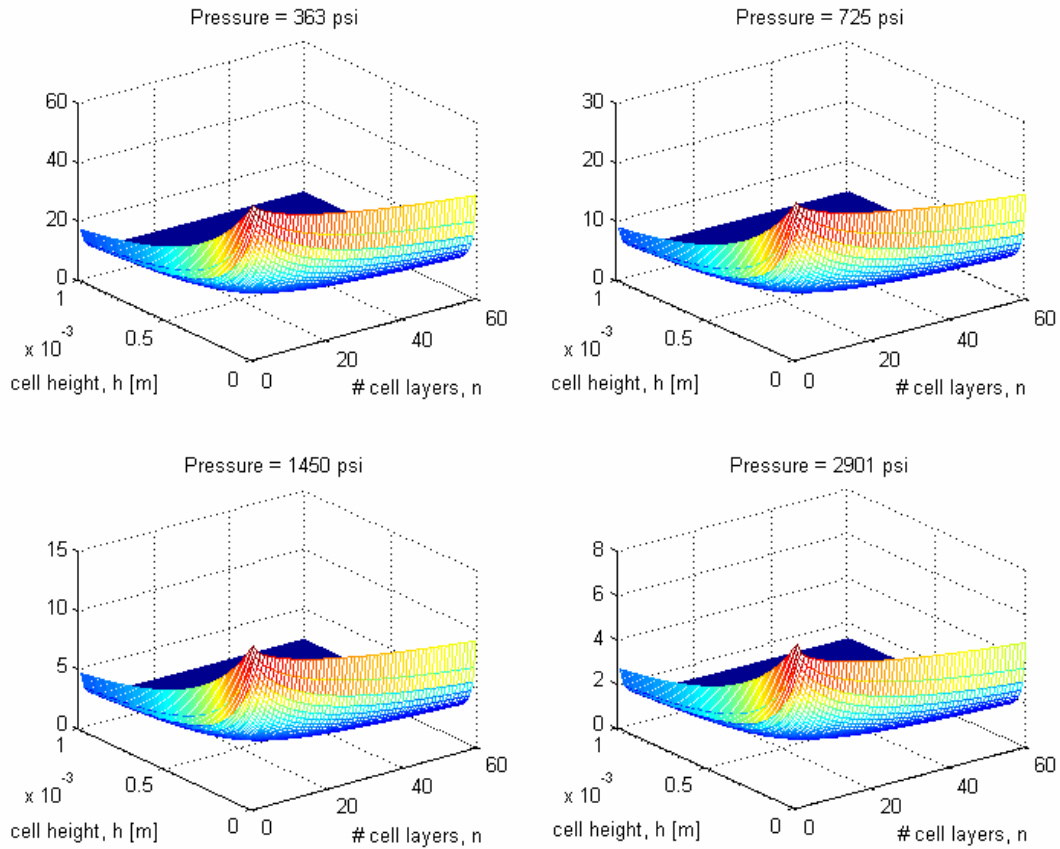 Pressure = 363 psi
60
40
20
0
1
0.5
0
x 10^-3
cell height, h [m]
0
20
40
60
# cell layers, n
Pressure = 725 psi
30
20
10
0
1
0.5
0
x 10^-3
cell height, h [m]
0
20
40
60
# cell layers, n
Pressure = 1450 psi
15
10
5
0
1
0.5
0
x 10^-3
cell height, h [m]
0
20
40
60
# cell layers, n
Pressure = 2901 psi
8
6
4
2
0
1
0.5
0
x 10^-3
cell height, h [m]
0
20
40
60
# cell layers, n